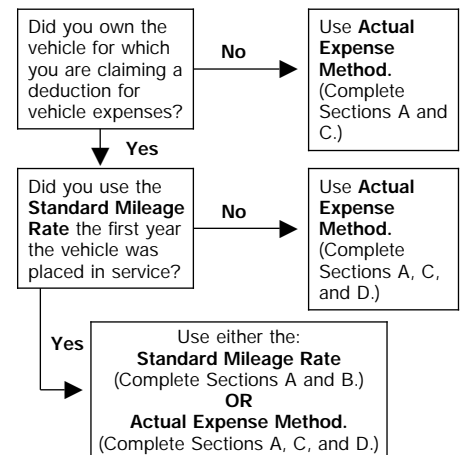 Did you own the
vehicle for which
you are claiming a
deduction for
vehicle expenses?
No
Use Actual
Expense
Method.
(Complete
Sections A and
C.)
Yes
Did you use the
Standard Mileage
Rate the first year
the vehicle was
placed in service?
No
Use Actual
Expense
Method.
(Complete
Sections A, C,
and D.)
Yes
Use either the:
Standard Mileage Rate
(Complete Sections A and B.)
OR
Actual Expense Method.
(Complete Sections A, C, and D.)